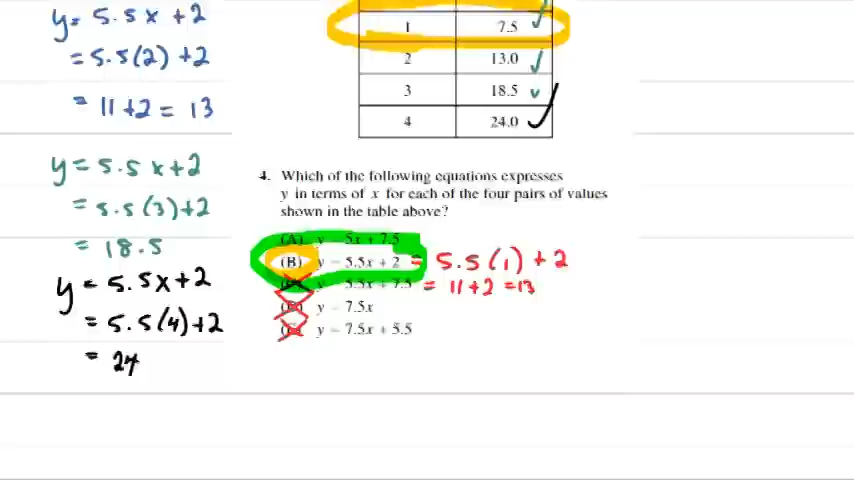 y= 5.5x +2
= 5.5(2) +2
= 11+2 = 13
1 7.5
2 13.0
3 18.5
4 24.0
y= 5.5x+2
= 5.5(3)+2
= 18.5
y= 5.5x+2
= 5.5(4)+2
= 24
4. Which of the following equations expresses
y in terms of x for each of the four pairs of values
shown in the table above?
(A) y = 5x + 7.5
(B) y = 5.5x + 2 = 5.5(1)+2
y = 5.5x + 7.5 = 11+2 =13
y = 7.5x
y = 7.5x + 5.5